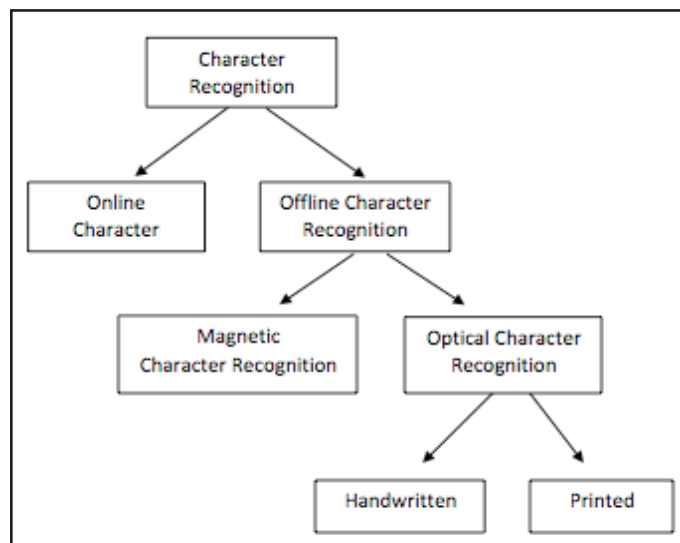 Character
Recognition
Online
Character
Offline Character
Recognition
Magnetic
Character Recognition
Optical Character
Recognition
Handwritten
Printed